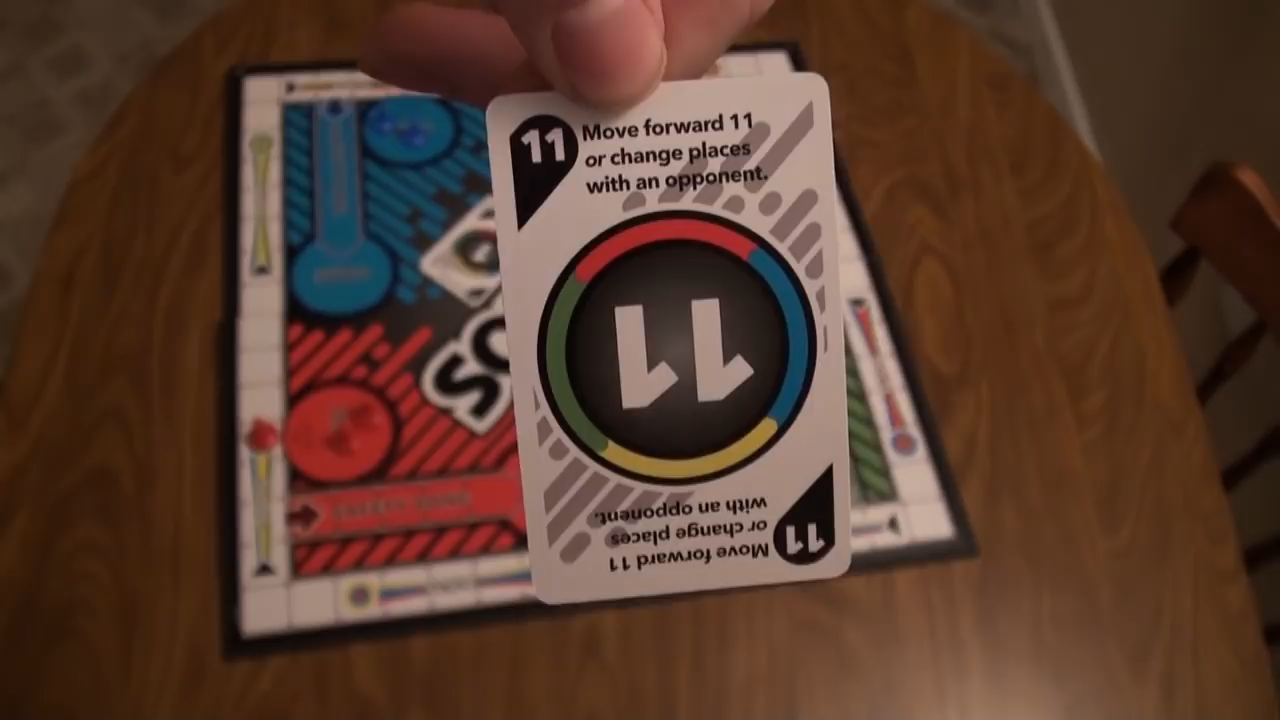 11
Move forward 11
or change places
with an opponent.
11
11
Move forward 11
or change places
with an opponent.
SO